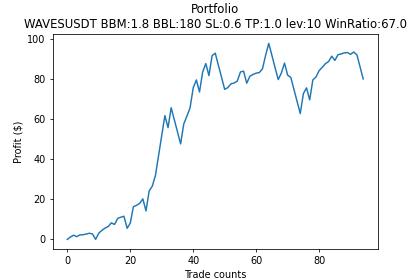 Portfolio
WAVESUSDT BBM:1.8 BBL:180 SL:0.6 TP:1.0 lev:10 WinRatio:67.0
100
80
60
40
20
0
Profit ($)
0 20 40 60 80
Trade counts